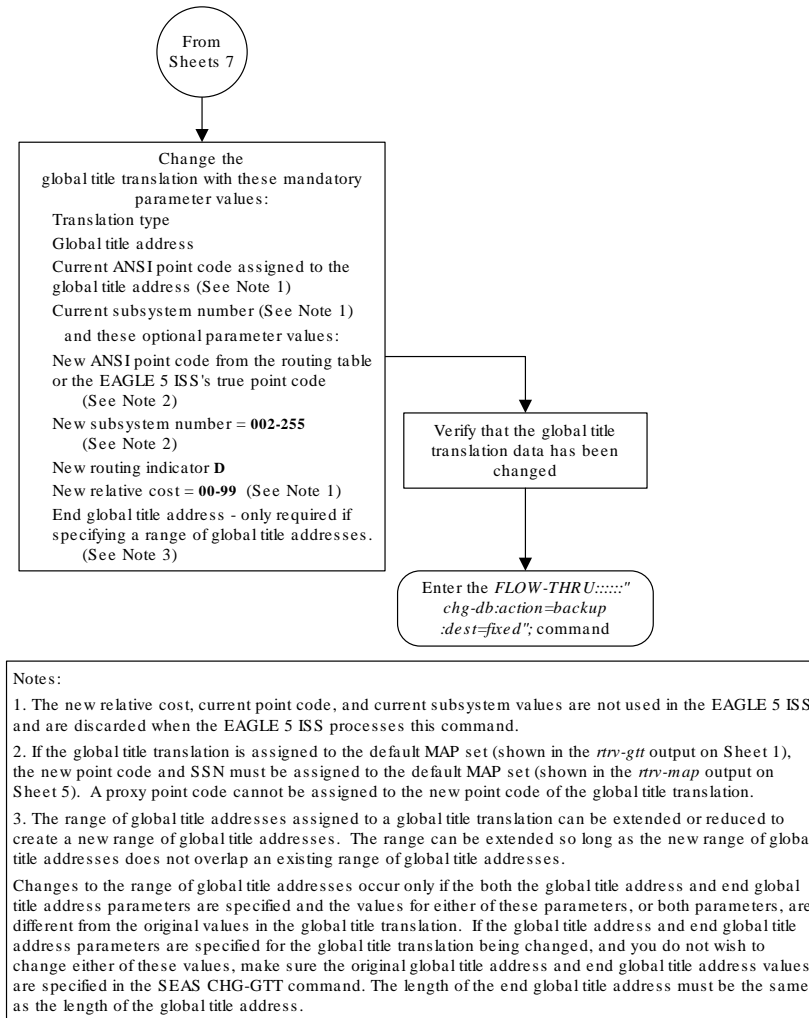 From
Sheets 7
Change the
global title translation with these mandatory
parameter values:
Translation type
Global title address
Current ANSI point code assigned to the
global title address (See Note 1)
Current subsystem number (See Note 1)
and these optional parameter values:
New ANSI point code from the routing table
or the EAGLE 5 ISS's true point code
(See Note 2)
New subsystem number = 002-255
(See Note 2)
New routing indicator D
New relative cost = 00-99 (See Note 1)
End global title address - only required if
specifying a range of global title addresses.
(See Note 3)
Verify that the global title
translation data has been
changed
Enter the FLOW-THRU::::::"
chg-db:action=backup
:dest=fixed"; command
Notes:
1. The new relative cost, current point code, and current subsystem values are not used in the EAGLE 5 ISS
and are discarded when the EAGLE 5 ISS processes this command.
2. If the global title translation is assigned to the default MAP set (shown in the rtrv-gtt output on Sheet 1),
the new point code and SSN must be assigned to the default MAP set (shown in the rtrv-map output on
Sheet 5). A proxy point code cannot be assigned to the new point code of the global title translation.
3. The range of global title addresses assigned to a global title translation can be extended or reduced to
create a new range of global title addresses. The range can be extended so long as the new range of globa
title addresses does not overlap an existing range of global title addresses.
Changes to the range of global title addresses occur only if the both the global title address and end global
title address parameters are specified and the values for either of these parameters, or both parameters, are
different from the original values in the global title translation. If the global title address and end global title
address parameters are specified for the global title translation being changed, and you do not wish to
change either of these values, make sure the original global title address and end global title address values
are specified in the SEAS CHG-GTT command. The length of the end global title address must be the same
as the length of the global title address.